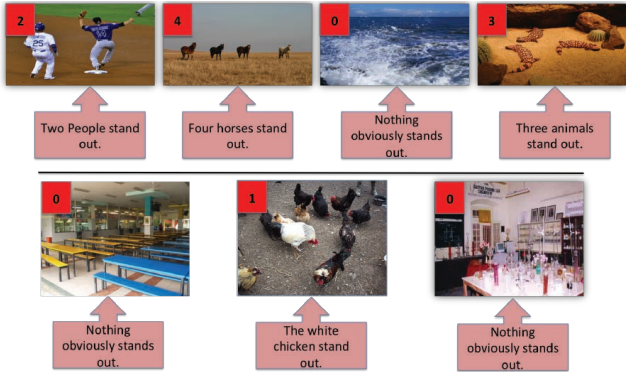 2
4
0
3
25
Two People stand
out.
Four horses stand
out.
Nothing
obviously stands
out.
Three animals
stand out.
0
1
0
Nothing
obviously stands
out.
The white
chicken stand
out.
Nothing
obviously stands
out.